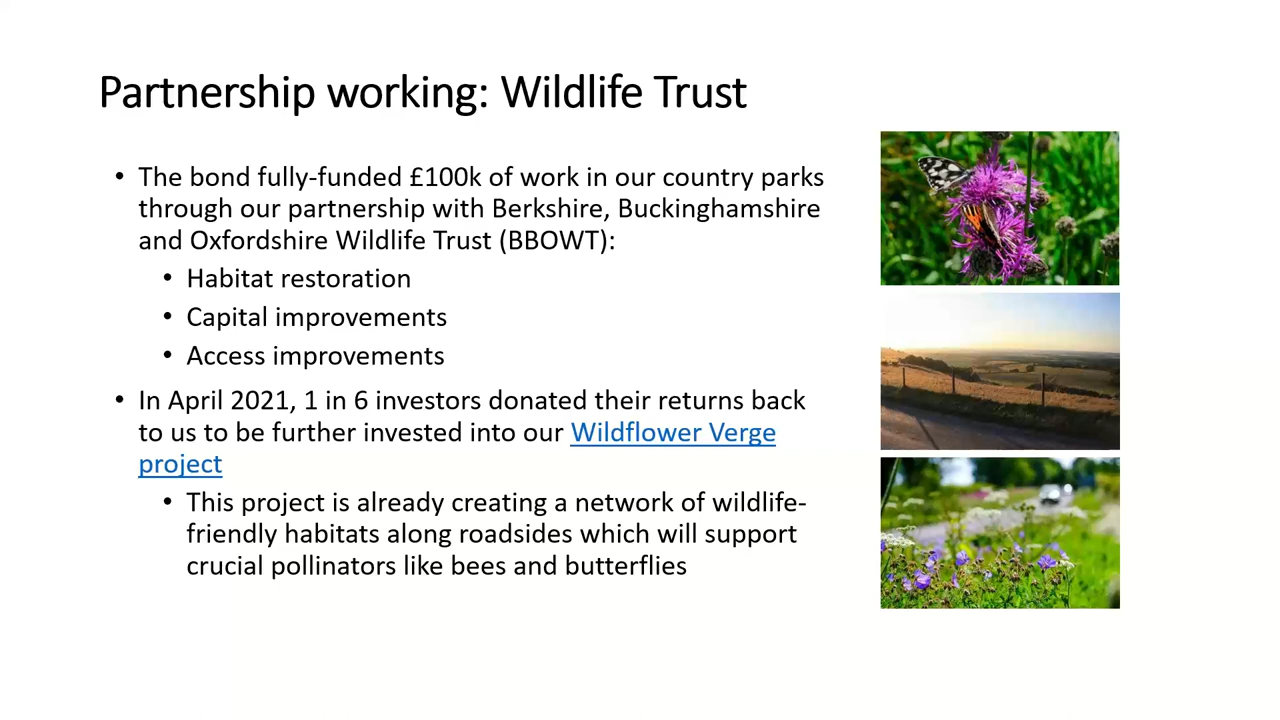 Partnership working: Wildlife Trust
• The bond fully-funded £100k of work in our country parks
through our partnership with Berkshire, Buckinghamshire
and Oxfordshire Wildlife Trust (BBOWT):
• Habitat restoration
• Capital improvements
• Access improvements
• In April 2021, 1 in 6 investors donated their returns back
to us to be further invested into our Wildflower Verge
project
• This project is already creating a network of wildlife-
friendly habitats along roadsides which will support
crucial pollinators like bees and butterflies